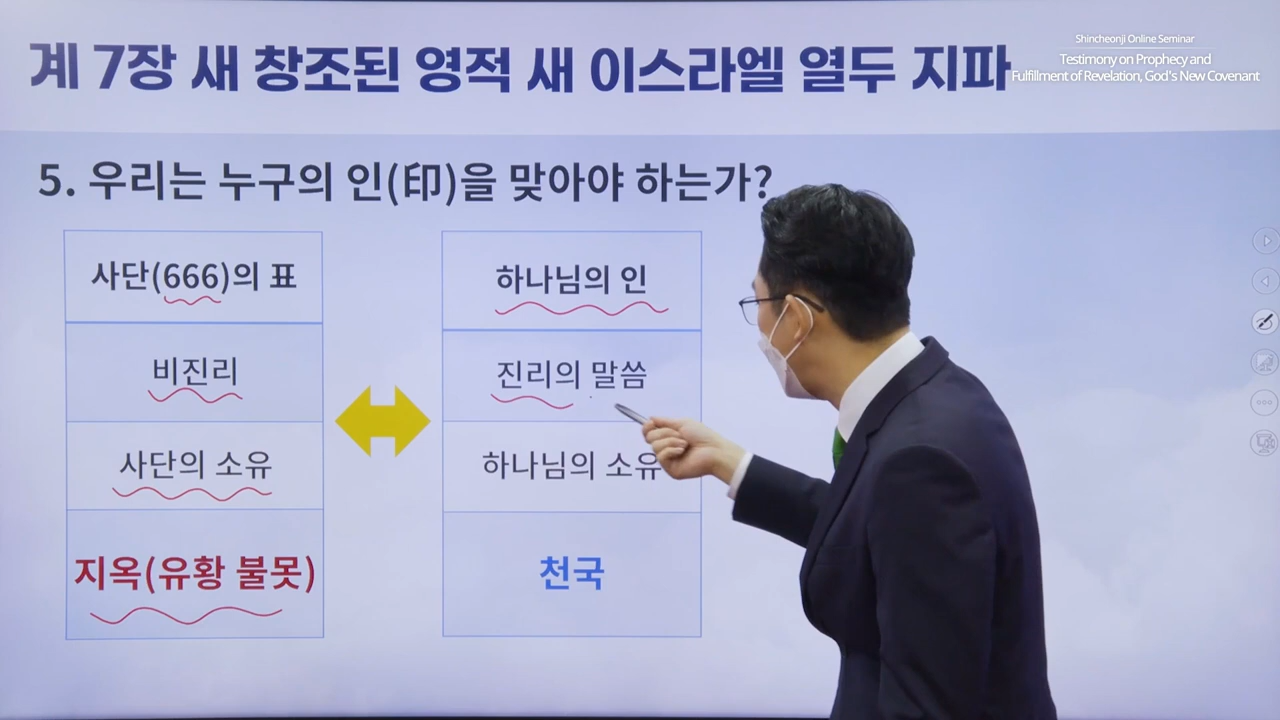 계 7장 새 창조된 영적 새 이스라엘 열두 지파
Shincheonji Online Seminar
Testimony on Prophecy and
Fulfillment of Revelation, God's New Covenant
5. 우리는 누구의 인(印)을 맞아야 하는가?
사단(666)의 표
비진리
사단의 소유
지옥(유황 불못)
하나님의 인
진리의 말씀
하나님의 소유
천국